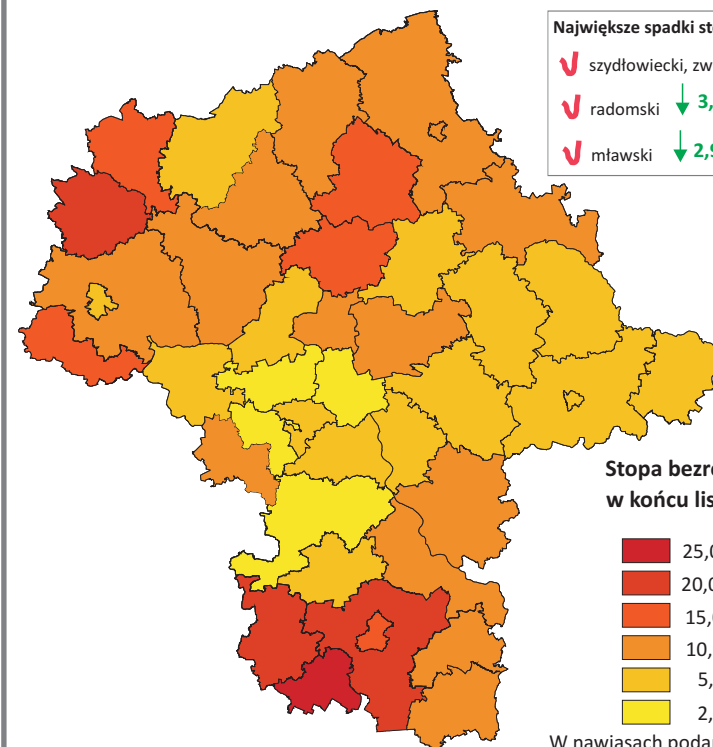 Największe spadki st
szydłowiecki, zw
radomski 3,
mławski 2,9
Stopa bezr
w końcu lis
25,0
20,0
15,
10,
5,
2,
W nawiasach podan